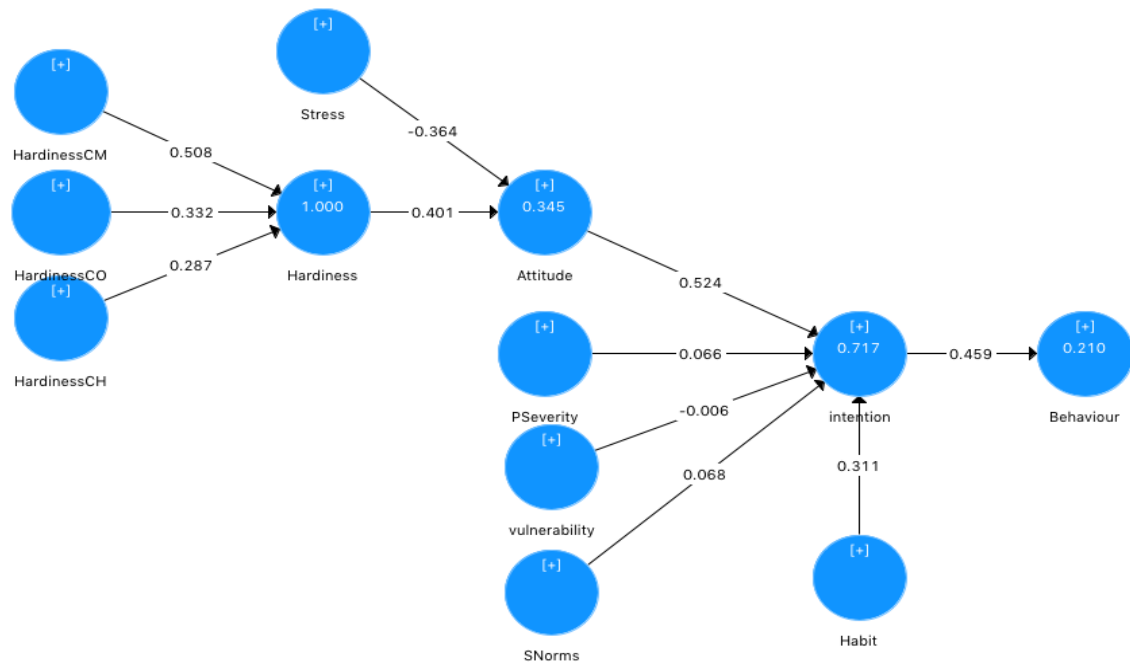 [+]
Stress
[+]
HardinessCM
-0.364
0.508
[+]
HardinessCO
0.332
[+]
1.000
Hardiness
0.401
[+]
0.345
Attitude
0.287
[+]
HardinessCH
0.524
[+]
PSeverity
0.066
[+]
0.717
intention
0.459
[+]
0.210
Behaviour
-0.006
[+]
vulnerability
0.068
0.311
[+]
SNorms
[+]
Habit